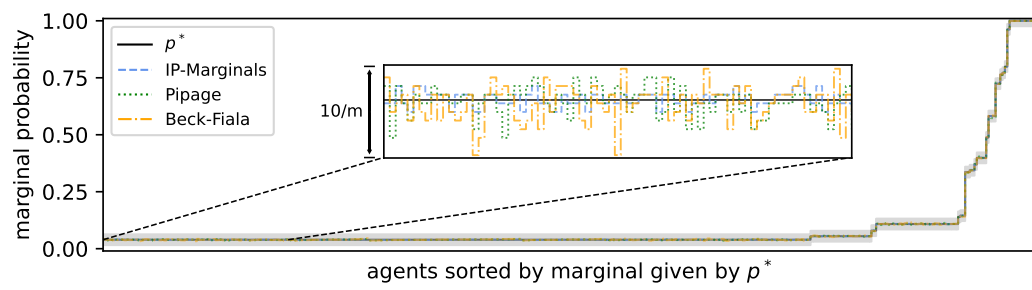 marginal probability
1.00
0.75
0.50
0.25
0.00
p*
IP-Marginals
Pipage
Beck-Fiala
10/m
agents sorted by marginal given by p*